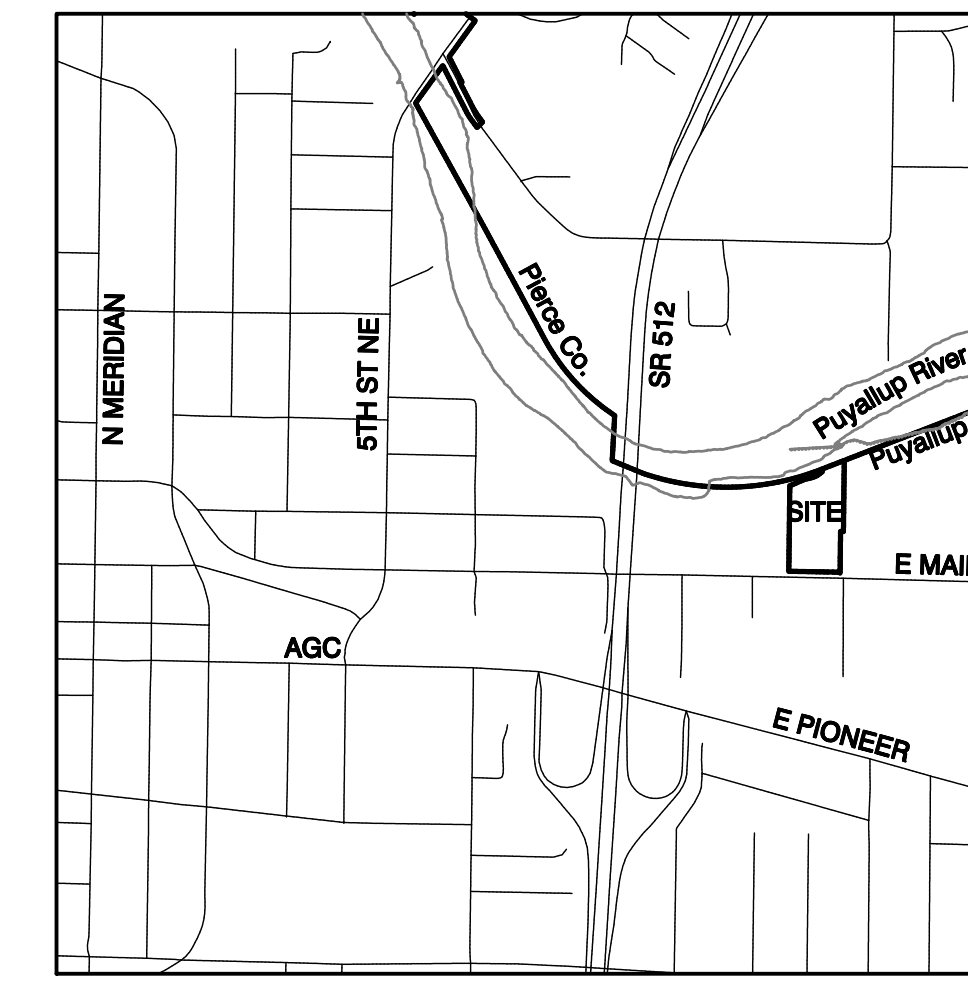 Pierce Co.
N MERIDIAN
5TH ST NE
SR 512
Puyallup River
Puyallup
SITE
E MAI
AGC
E PIONEER